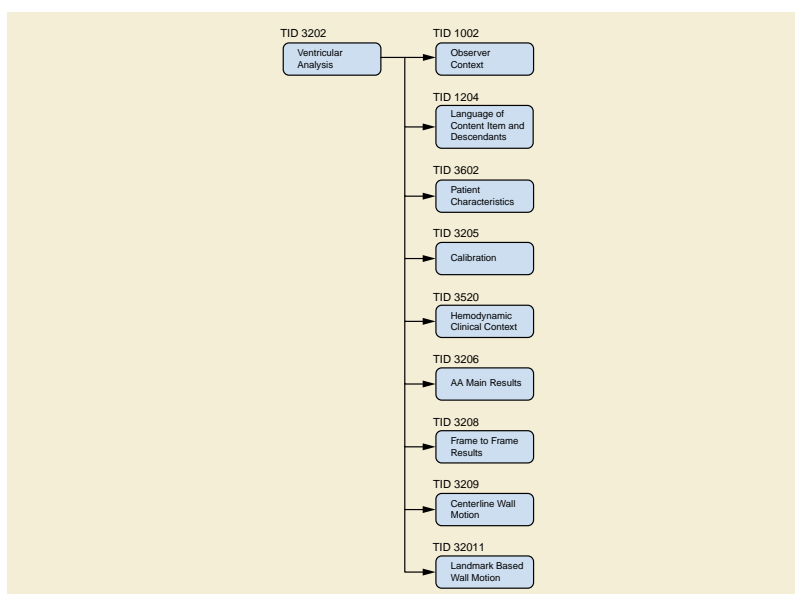 TID 3202
Ventricular
Analysis
TID 1002
Observer
Context
TID 1204
Language of
Content Item and
Descendants
TID 3602
Patient
Characteristics
TID 3205
Calibration
TID 3520
Hemodynamic
Clinical Context
TID 3206
AA Main Results
TID 3208
Frame to Frame
Results
TID 3209
Centerline Wall
Motion
TID 32011
Landmark Based
Wall Motion